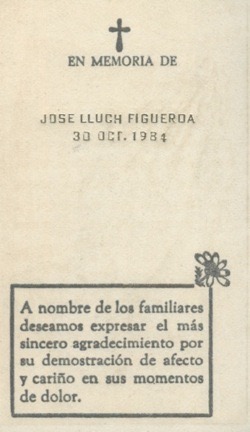 EN MEMORIA DE
JOSE LLUCH FIGUEROA
30 OCT. 1984
A nombre de los familiares
deseamos expresar el más
sincero agradecimiento por
su demostración de afecto
y cariño en sus momentos
de dolor.